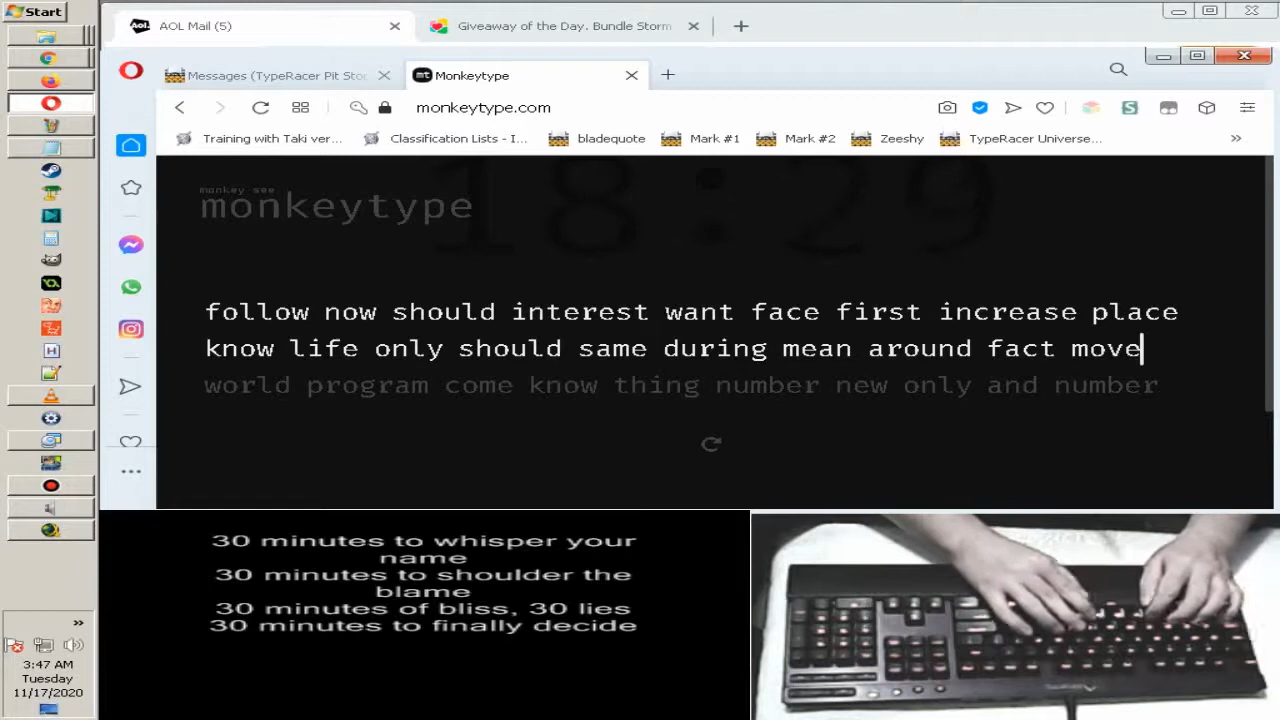 Start
AOL Mail (5)
Giveaway of the Day. Bundle Storm
Messages (TypeRacer Pit Sto
Monkeytype
monkeytype.com
Training with Taki ver...
Classification Lists - I...
bladequote
Mark #1
Mark #2
Zeeshy
TypeRacer Universe...
18:29
monkey see
monkeytype
follow now should interest want face first increase place
know life only should same during mean around fact move
world program come know thing number new only and number
30 minutes to whisper your
name
30 minutes to shoulder the
blame
30 minutes of bliss, 30 lies
30 minutes to finally decide
3:47 AM
Tuesday
11/17/2020